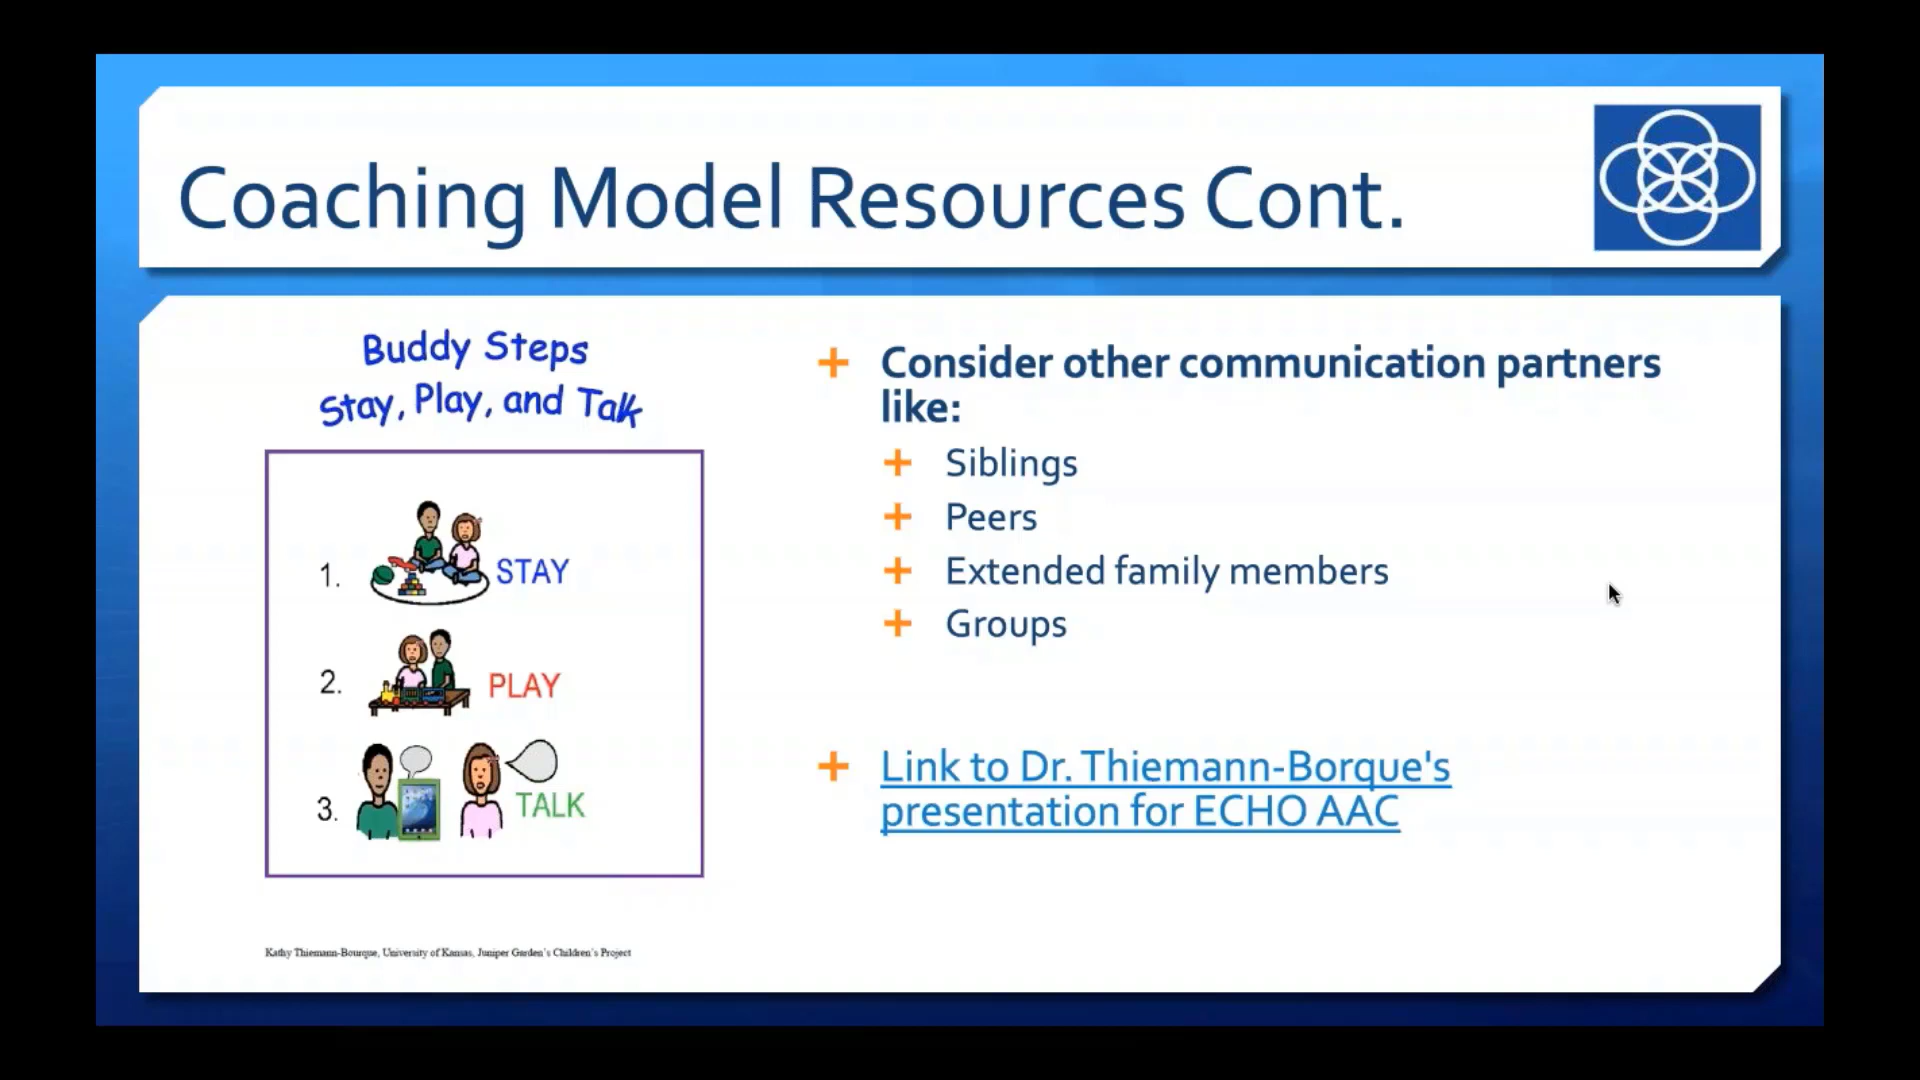 Coaching Model Resources Cont.
Buddy Steps
Stay, Play, and Talk
1. STAY
2. PLAY
3. TALK
Kathy Thiemann-Bourque, University of Kansas, Juniper Garden's Children's Project
Consider other communication partners
like:
Siblings
Peers
Extended family members
Groups
Link to Dr. Thiemann-Borque's
presentation for ECHO AAC